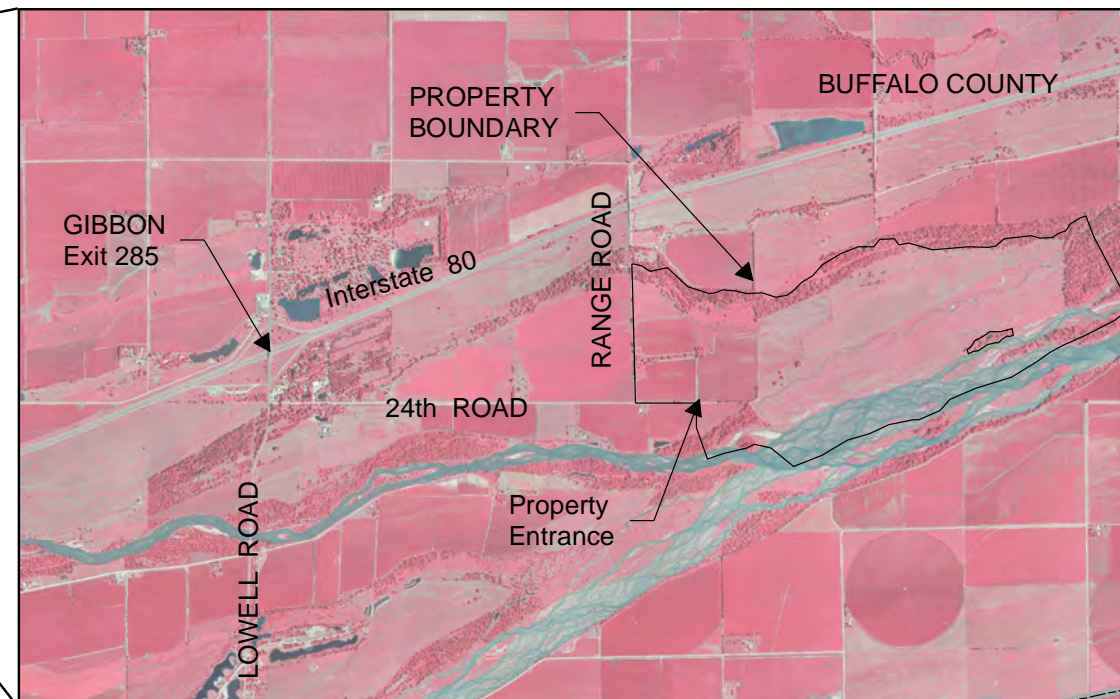 BUFFALO COUNTY
PROPERTY
BOUNDARY
GIBBON
Exit 285
Interstate 80
RANGE ROAD
24th ROAD
Property
Entrance
LOWELL ROAD